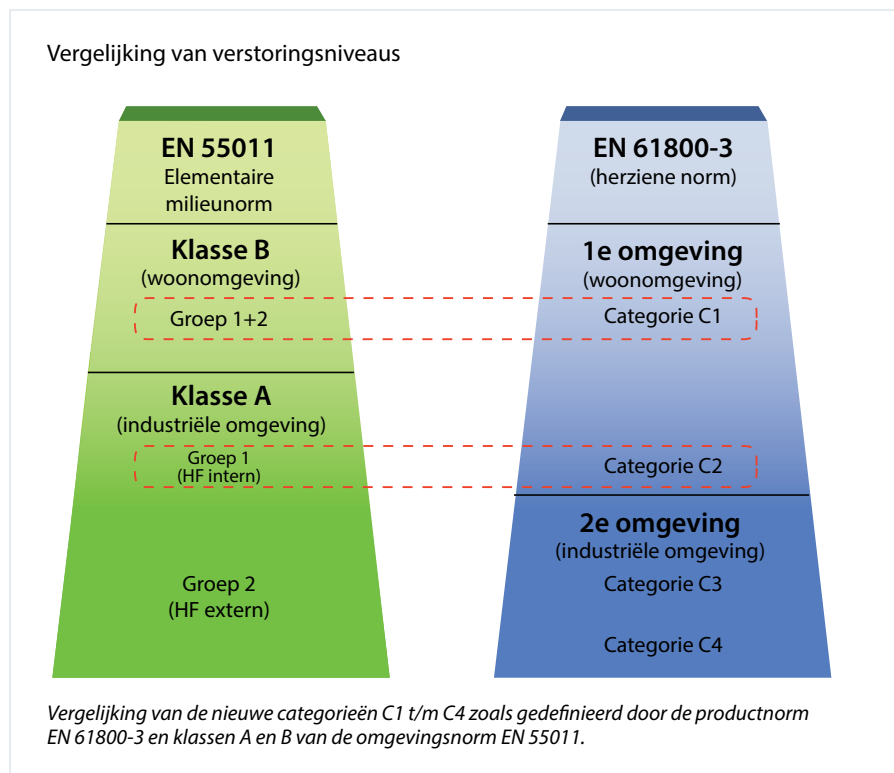 Vergelijking van verstoringsniveaus
EN 55011
Elementaire
milieunorm
Klasse B
(woonomgeving)
Groep 1+2
Klasse A
(industriële omgeving)
Groep 1
(HF intern)
Groep 2
(HF extern)
EN 61800-3
(herziene norm)
1e omgeving
(woonomgeving)
Categorie C1
Categorie C2
2e omgeving
(industriële omgeving)
Categorie C3
Categorie C4
Vergelijking van de nieuwe categorieën C1 t/m C4 zoals gedefinieerd door de productnorm
EN 61800-3 en klassen A en B van de omgevingsnorm EN 55011.